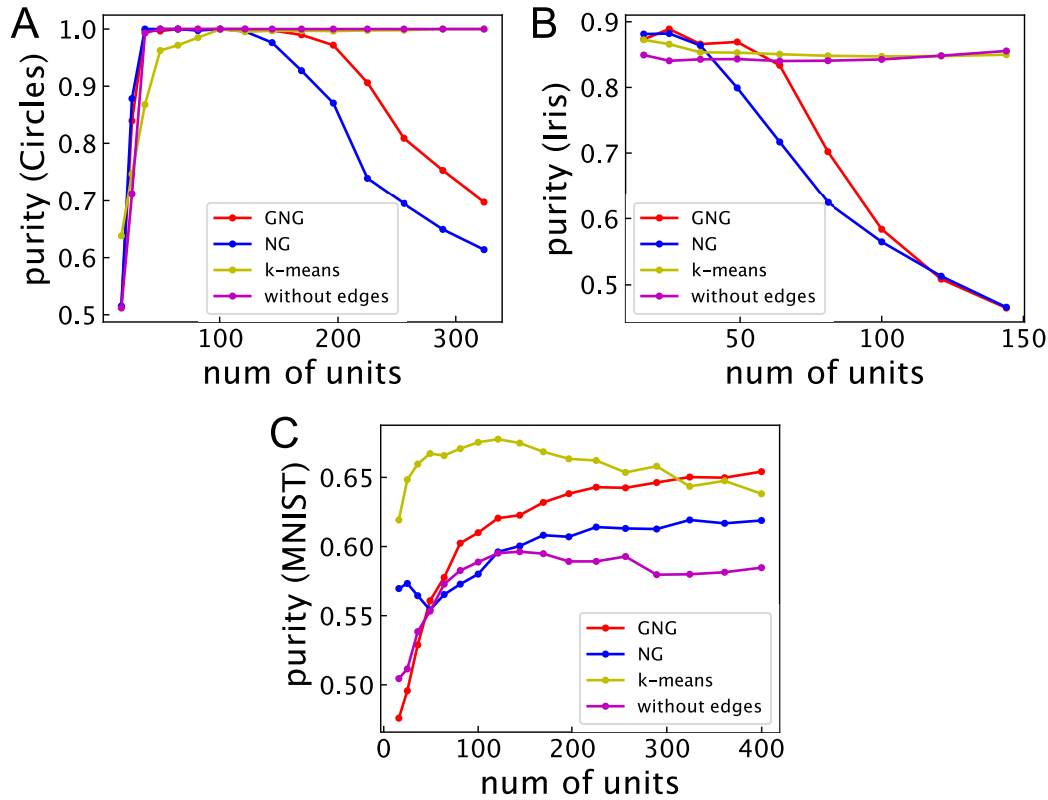 A
purity (Circles)
1.0
0.9
0.8
0.7
0.6
0.5
GNG
NG
k-means
without edges
0
100
200
300
num of units
B
purity (Iris)
0.9
0.8
0.7
0.6
0.5
GNG
NG
k-means
without edges
50
100
150
num of units
C
purity (MNIST)
0.65
0.60
0.55
0.50
GNG
NG
k-means
without edges
0
100
200
300
400
num of units